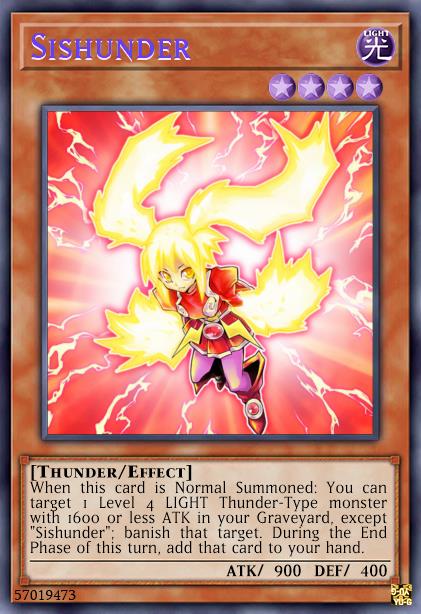 Sishunder
LIGHT
光
[Thunder/Effect]
When this card is Normal Summoned: You can
target 1 Level 4 LIGHT Thunder-Type monster
with 1600 or less ATK in your Graveyard, except
"Sishunder"; banish that target. During the End
Phase of this turn, add that card to your hand.
ATK/ 900 DEF/ 400
57019473